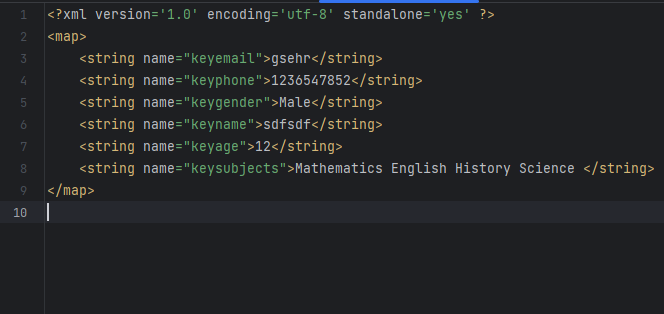 1 <?xml version='1.0' encoding='utf-8' standalone='yes' ?>
2 <map>
3     <string name="keyemail">gsehr</string>
4     <string name="keyphone">1236547852</string>
5     <string name="keygender">Male</string>
6     <string name="keyname">sdfsdf</string>
7     <string name="keyage">12</string>
8     <string name="keysubjects">Mathematics English History Science </string>
9 </map>
10